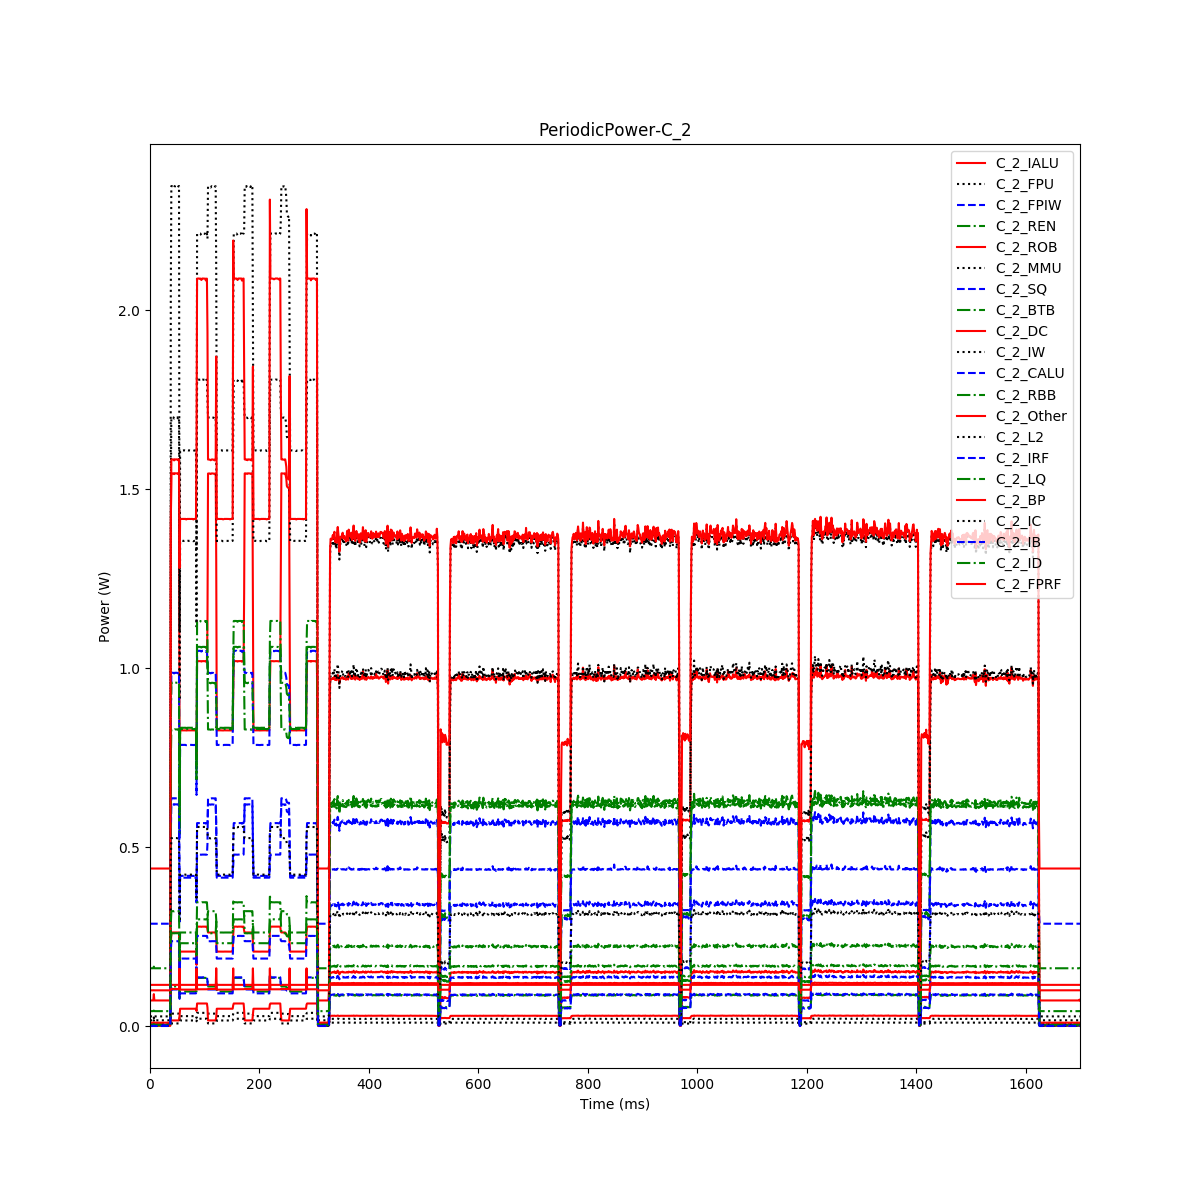 PeriodicPower-C_2
C_2_IALU
C_2_FPU
C_2_FPIW
C_2_REN
C_2_ROB
C_2_MMU
C_2_SQ
C_2_BTB
C_2_DC
C_2_IW
C_2_CALU
C_2_RBB
C_2_Other
C_2_L2
C_2_IRF
C_2_LQ
C_2_BP
C_2_IC
C_2_IB
C_2_ID
C_2_FPRF
2.0
1.5
1.0
0.5
0.0
Power (W)
0 200 400 600 800 1000 1200 1400 1600
Time (ms)